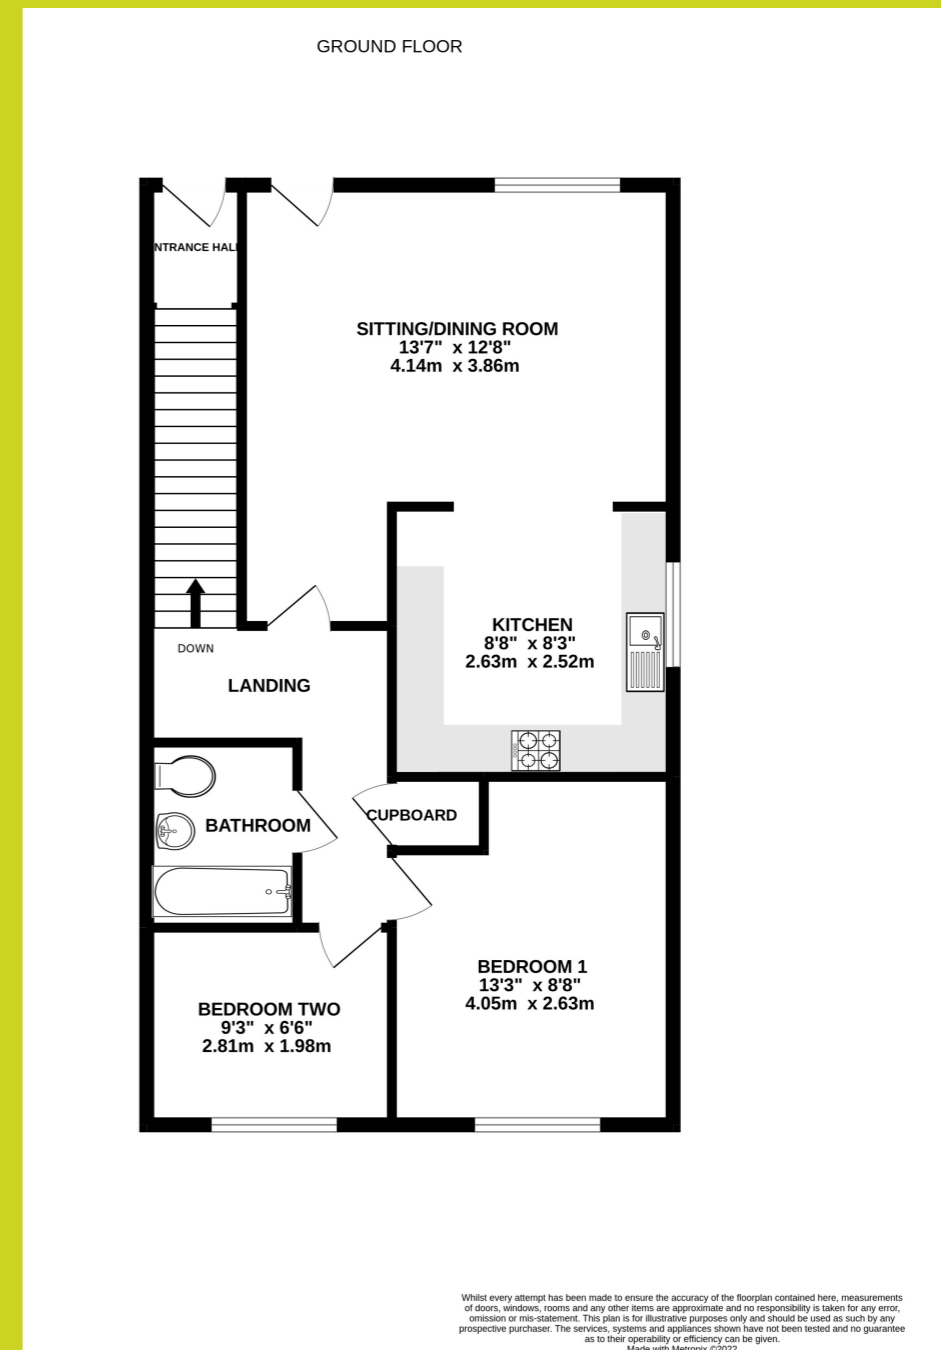 GROUND FLOOR
NTRANCE HALL
SITTING/DINING ROOM
13'7" x 12'8"
4.14m x 3.86m
KITCHEN
8'8" x 8'3"
2.63m x 2.52m
DOWN
LANDING
CUPBOARD
BATHROOM
BEDROOM 1
13'3" x 8'8"
4.05m x 2.63m
BEDROOM TWO
9'3" x 6'6"
2.81m x 1.98m
Whilst every attempt has been made to ensure the accuracy of the floorplan contained here, measurements
of doors, windows, rooms and any other items are approximate and no responsibility is taken for any error,
omission or mis-statement. This plan is for illustrative purposes only and should be used as such by any
prospective purchaser. The services, systems and appliances shown have not been tested and no guarantee
as to their operability or efficiency can be given.
Made with Metropix ©2022